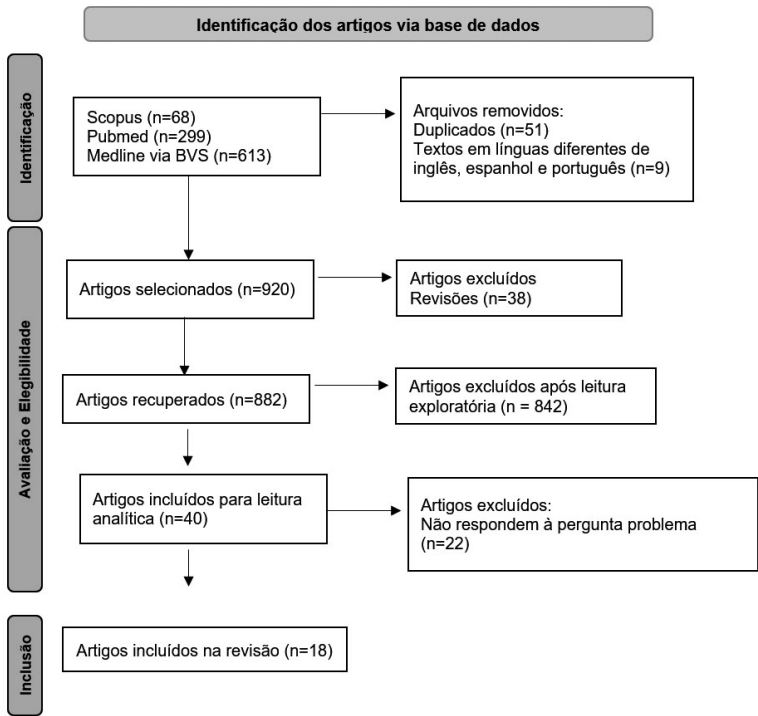 Identificação dos artigos via base de dados
Identificação
Scopus (n=68)
Pubmed (n=299)
Medline via BVS (n=613)
Arquivos removidos:
Duplicados (n=51)
Textos em línguas diferentes de
inglês, espanhol e português (n=9)
Avaliação e Elegibilidade
Artigos selecionados (n=920)
Artigos excluídos
Revisões (n=38)
Artigos recuperados (n=882)
Artigos excluídos após leitura
exploratória (n = 842)
Artigos incluídos para leitura
analítica (n=40)
Artigos excluídos:
Não respondem à pergunta problema
(n=22)
Inclusão
Artigos incluídos na revisão (n=18)